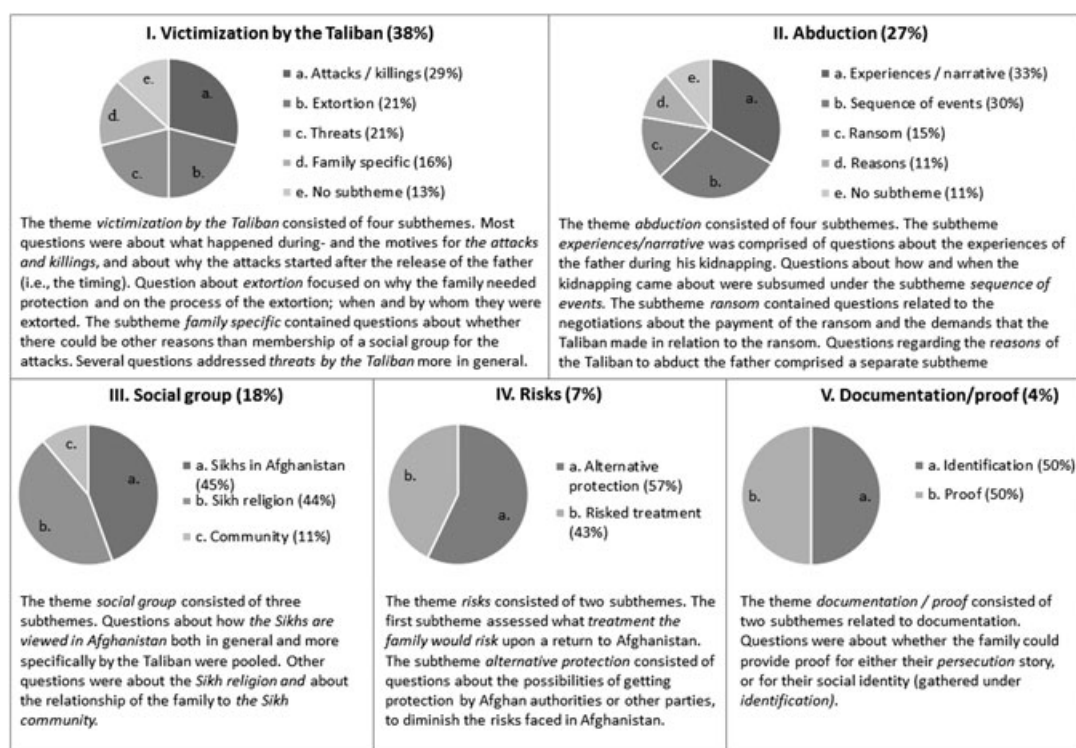 I. Victimization by the Taliban (38%)
a.
b.
c.
d.
e.
a. Attacks / killings (29%)
b. Extortion (21%)
c. Threats (21%)
d. Family specific (16%)
e. No subtheme (13%)
The theme victimization by the Taliban consisted of four subthemes. Most
questions were about what happened during- and the motives for the attacks
and killings, and about why the attacks started after the release of the father
(i.e., the timing). Question about extortion focused on why the family needed
protection and on the process of the extortion; when and by whom they were
extorted. The subtheme family specific contained questions about whether
there could be other reasons than membership of a social group for the
attacks. Several questions addressed threats by the Taliban more in general.
II. Abduction (27%)
a.
b.
c.
d.
e.
a. Experiences / narrative (33%)
b. Sequence of events (30%)
c. Ransom (15%)
d. Reasons (11%)
e. No subtheme (11%)
The theme abduction consisted of four subthemes. The subtheme
experiences/narrative was comprised of questions about the experiences of
the father during his kidnapping. Questions about how and when the
kidnapping came about were subsumed under the subtheme sequence of
events. The subtheme ransom contained questions related to the
negotiations about the payment of the ransom and the demands that the
Taliban made in relation to the ransom. Questions regarding the reasons of
the Taliban to abduct the father comprised a separate subtheme
III. Social group (18%)
a.
b.
c.
a. Sikhs in Afghanistan
(45%)
b. Sikh religion (44%)
c. Community (11%)
The theme social group consisted of three
subthemes. Questions about how the Sikhs are
viewed in Afghanistan both in general and more
specifically by the Taliban were pooled. Other
questions were about the Sikh religion and about
the relationship of the family to the Sikh
community.
IV. Risks (7%)
a.
b.
a. Alternative
protection (57%)
b. Risked treatment
(43%)
The theme risks consisted of two subthemes. The
first subtheme assessed what treatment the
family would risk upon a return to Afghanistan.
The subtheme alternative protection consisted of
questions about the possibilities of getting
protection by Afghan authorities or other parties,
to diminish the risks faced in Afghanistan.
V. Documentation/proof (4%)
a.
b.
a. Identification (50%)
b. Proof (50%)
The theme documentation / proof consisted of
two subthemes related to documentation.
Questions were about whether the family could
provide proof for either their persecution story,
or for their social identity (gathered under
identification).